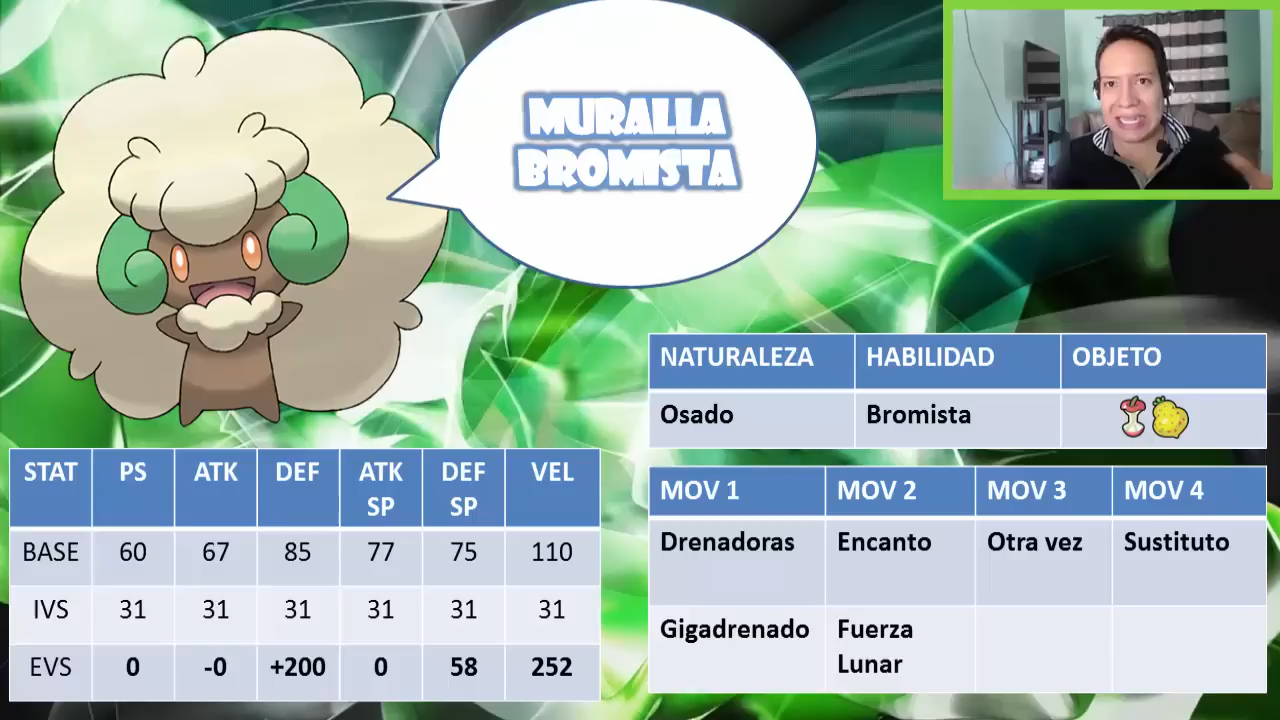 MURALLA
BROMISTA
NATURALEZA HABILIDAD OBJETO
Osado Bromista
STAT PS ATK DEF ATK SP DEF SP VEL
BASE 60 67 85 77 75 110
IVS 31 31 31 31 31 31
EVS 0 -0 +200 0 58 252
MOV 1 MOV 2 MOV 3 MOV 4
Drenadoras Encanto Otra vez Sustituto
Gigadrenado Fuerza Lunar